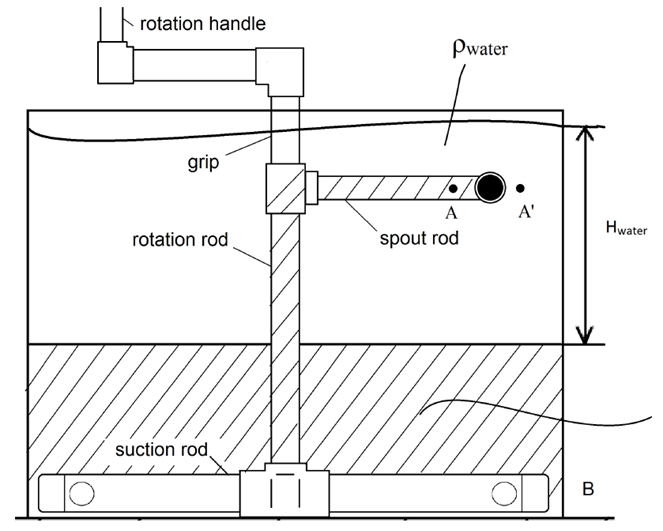 rotation handle
ρwater
grip
A
A'
Hwater
rotation rod
spout rod
suction rod
B